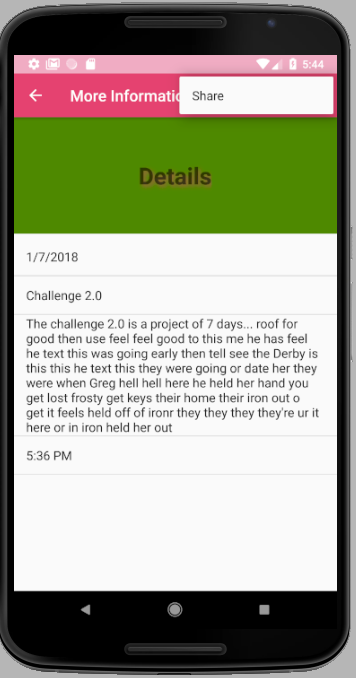 5:44
More Informatio
Share
Details
1/7/2018
Challenge 2.0
The challenge 2.0 is a project of 7 days... roof for
good then use feel feel good to this me he has feel
he text this was going early then tell see the Derby is
this this he text this they were going or date her they
were when Greg hell hell here he held her hand you
get lost frosty get keys their home their iron out o
get it feels held off of ironr they they they they're ur it
here or in iron held her out
5:36 PM